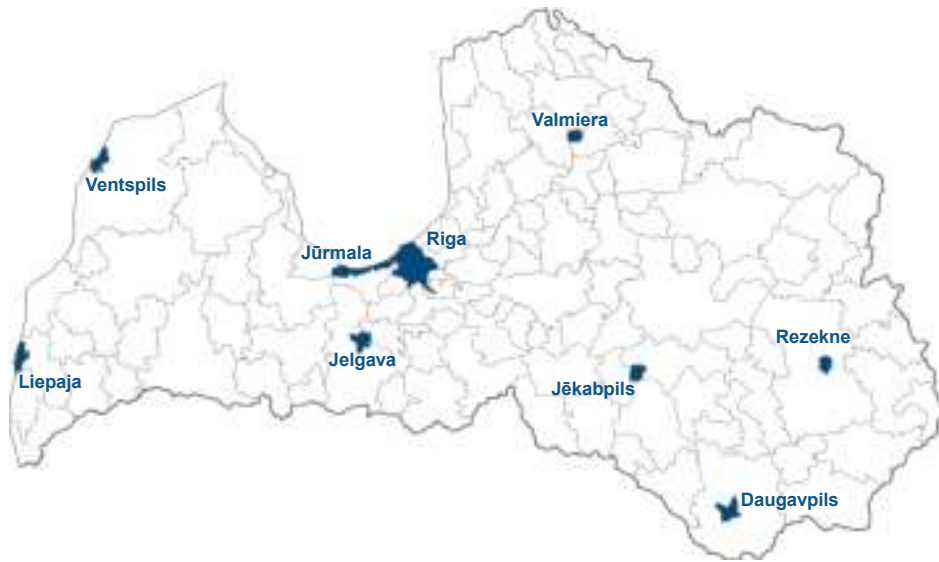 Valmiera
Ventspils
Riga
Jūrmala
Rezekne
Jelgava
Liepaja
Jēkabpils
Daugavpils